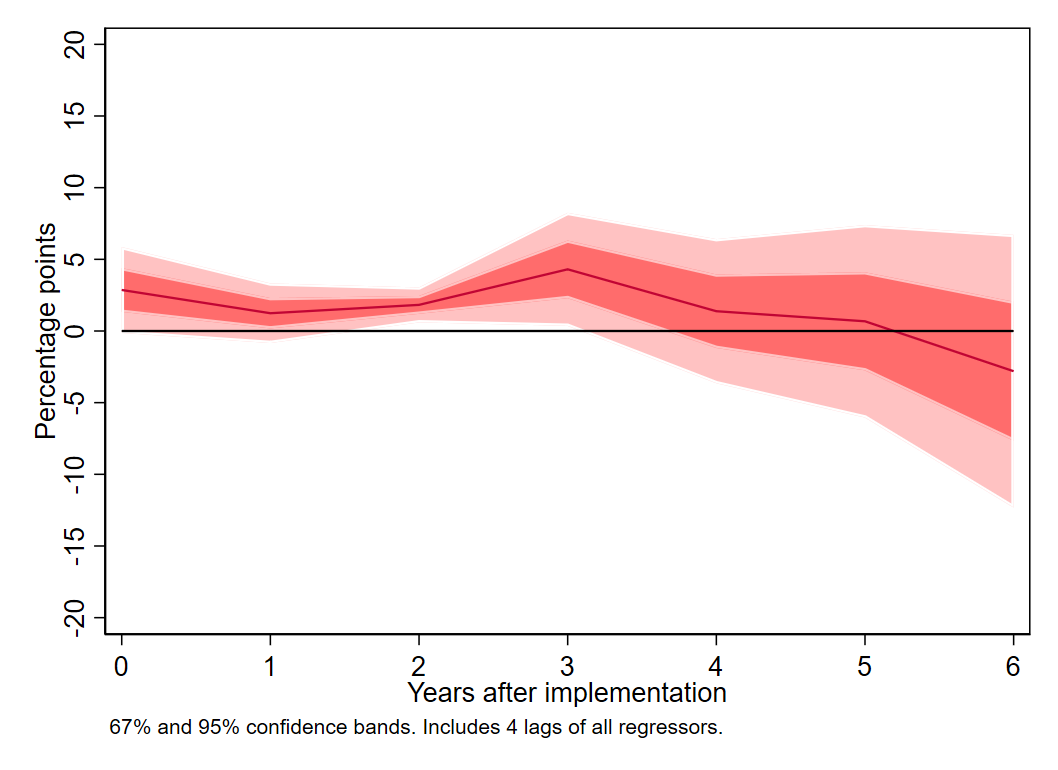 Percentage points
20
15
10
5
0
-5
-10
-15
-20
0 1 2 3 4 5 6
Years after implementation
67% and 95% confidence bands. Includes 4 lags of all regressors.